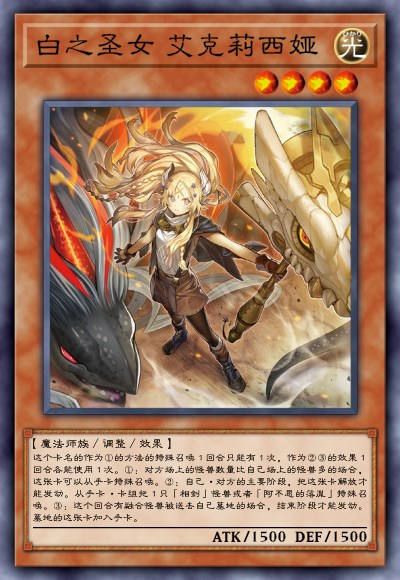 白之圣女 艾克莉西娅
ひかり
光
【魔法师族／调整／效果】
这个卡名的作为①的方法的特殊召唤1回合只能有1次，作为②③的效果1
回合各能使用1次。①：对方场上的怪兽数量比自己场上的怪兽多的场合，
这张卡可以从手卡特殊召唤。②：自己·对方的主要阶段，把这张卡解放才
能发动。从手卡·卡组把1只「相剑」怪兽或者「阿不思的落胤」特殊召
唤。③：这个回合有融合怪兽被送去自己墓地的场合，结束阶段才能发动。
墓地的这张卡加入手卡。
ATK/1500 DEF/1500